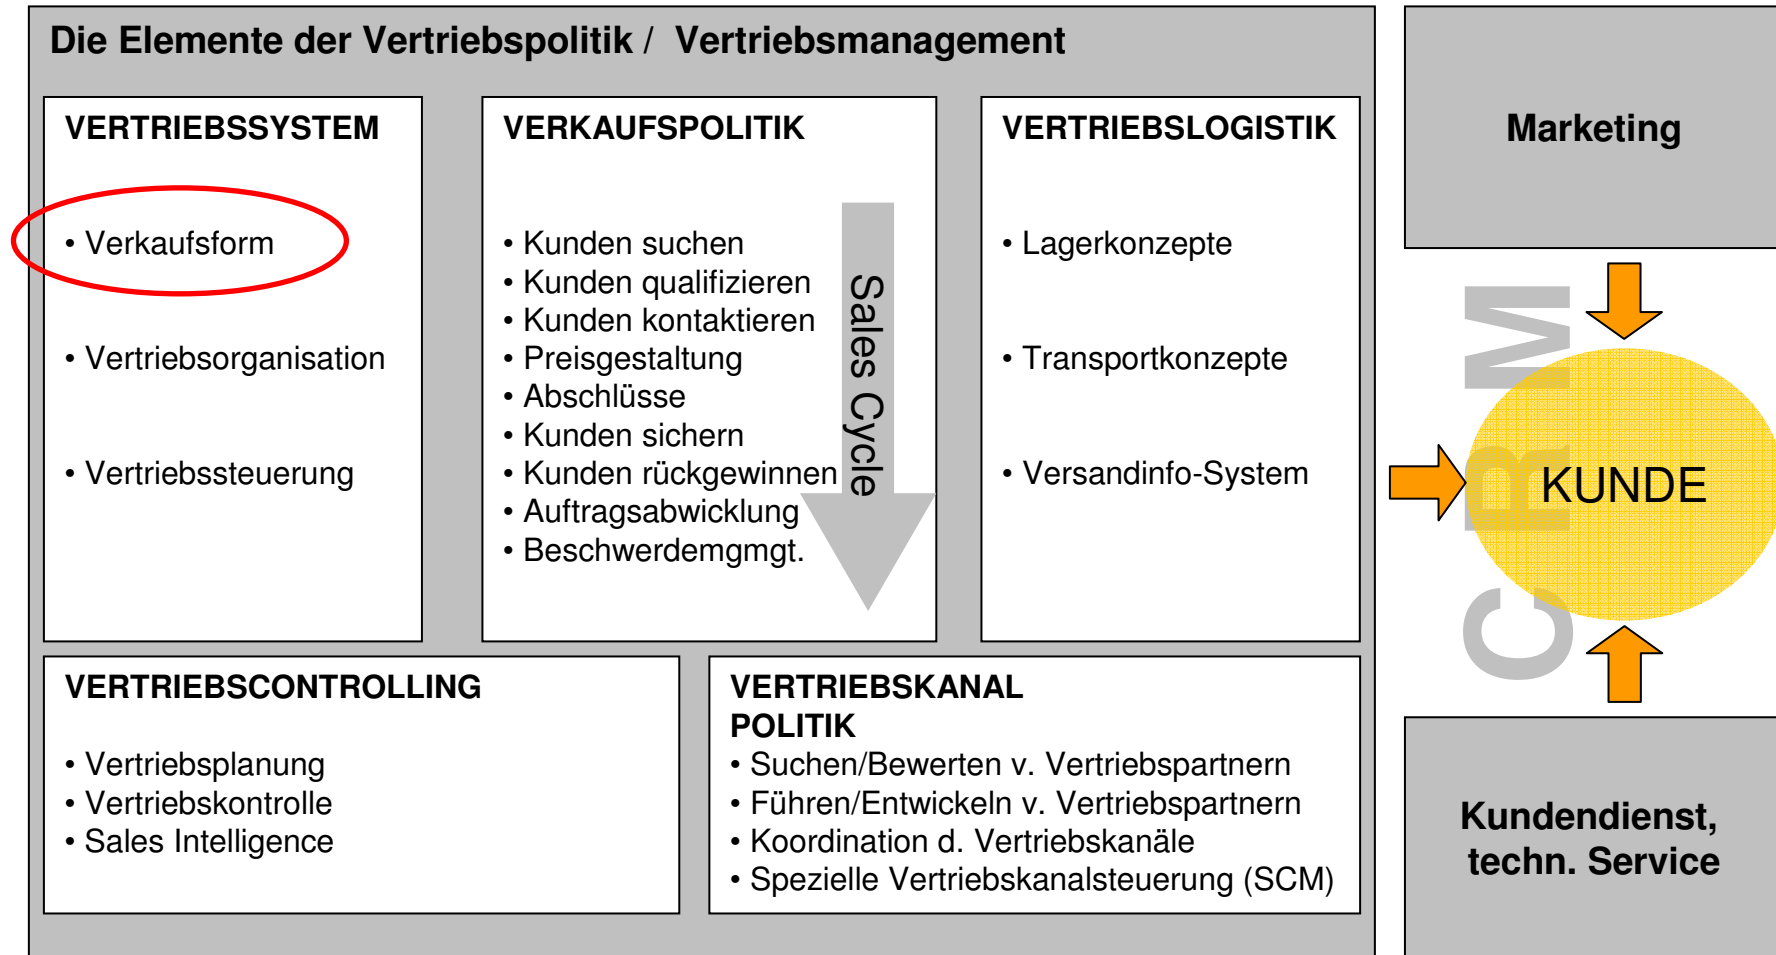 Die Elemente der Vertriebspolitik /  Vertriebsmanagement
VERTRIEBSSYSTEM
• Verkaufsform
• Vertriebsorganisation
• Vertriebssteuerung
VERKAUFSPOLITIK
• Kunden suchen
• Kunden qualifizieren
• Kunden kontaktieren
• Preisgestaltung
• Abschlüsse
• Kunden sichern
• Kunden rückgewinnen
• Auftragsabwicklung
• Beschwerdemgmgt.
Sales Cycle
VERTRIEBSLOGISTIK
• Lagerkonzepte
• Transportkonzepte
• Versandinfo-System
VERTRIEBSCONTROLLING
• Vertriebsplanung
• Vertriebskontrolle
• Sales Intelligence
VERTRIEBSKANAL
POLITIK
• Suchen/Bewerten v. Vertriebspartnern
• Führen/Entwickeln v. Vertriebspartnern
• Koordination d. Vertriebskanäle
• Spezielle Vertriebskanalsteuerung (SCM)
Marketing
CRM
KUNDE
Kundendienst,
techn. Service